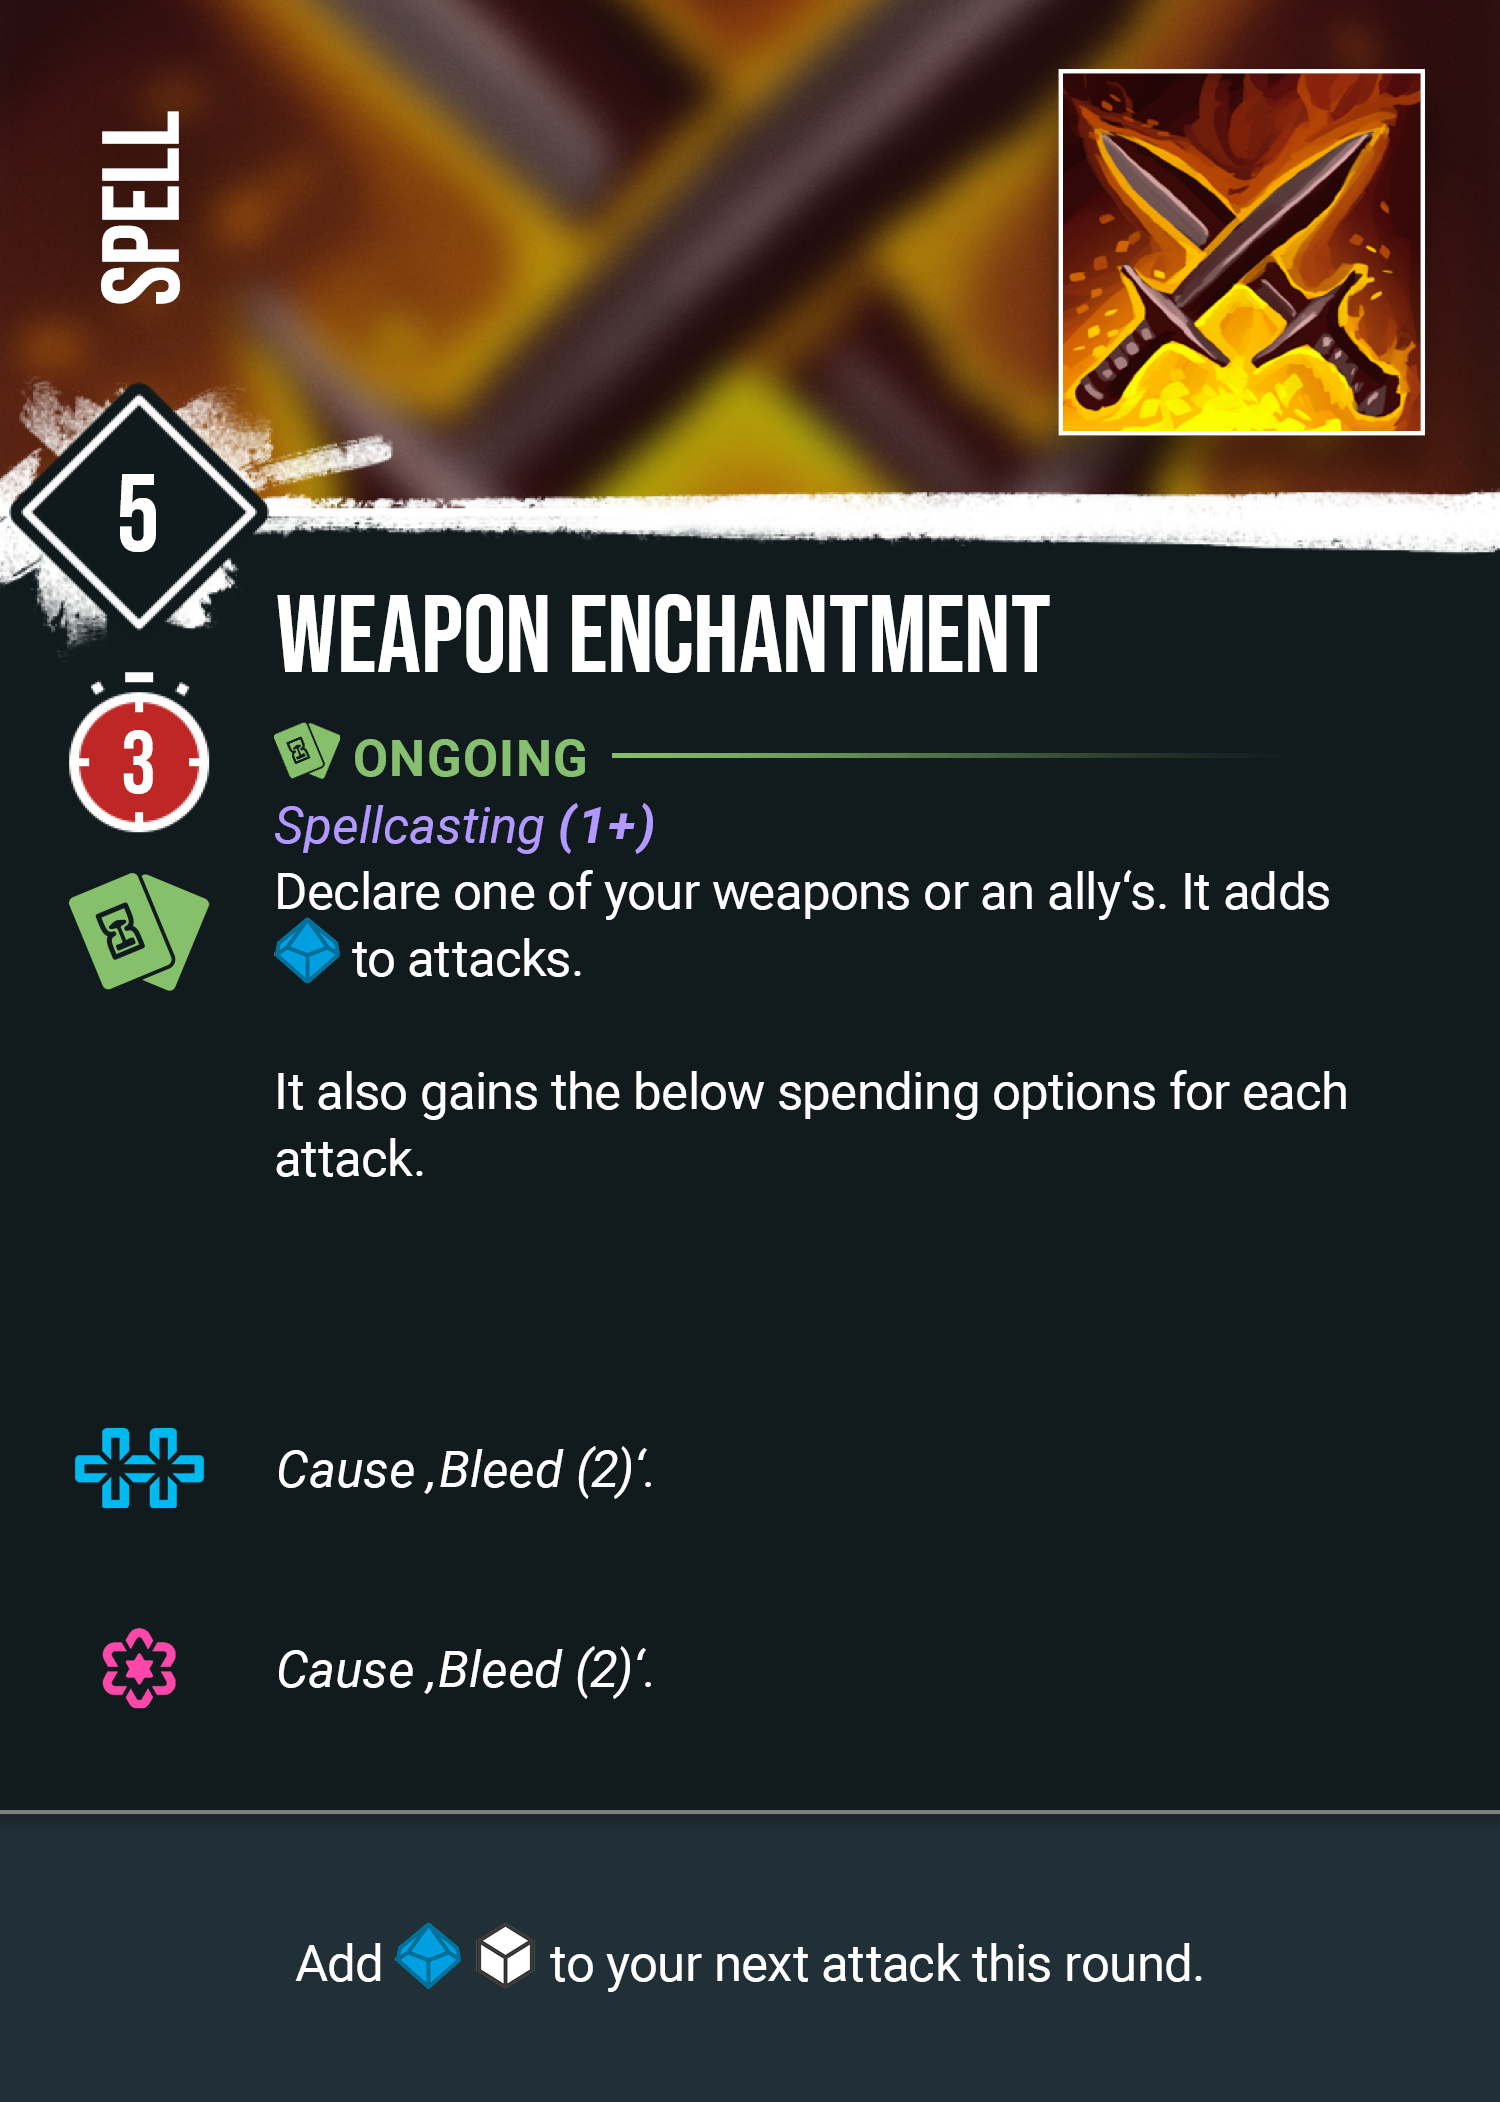 SPELL
5
WEAPON ENCHANTMENT
3
ONGOING
Spellcasting (1+)
Declare one of your weapons or an ally‘s. It adds
to attacks.
It also gains the below spending options for each
attack.
Cause ‚Bleed (2)‘.
Cause ‚Bleed (2)‘.
Add to your next attack this round.